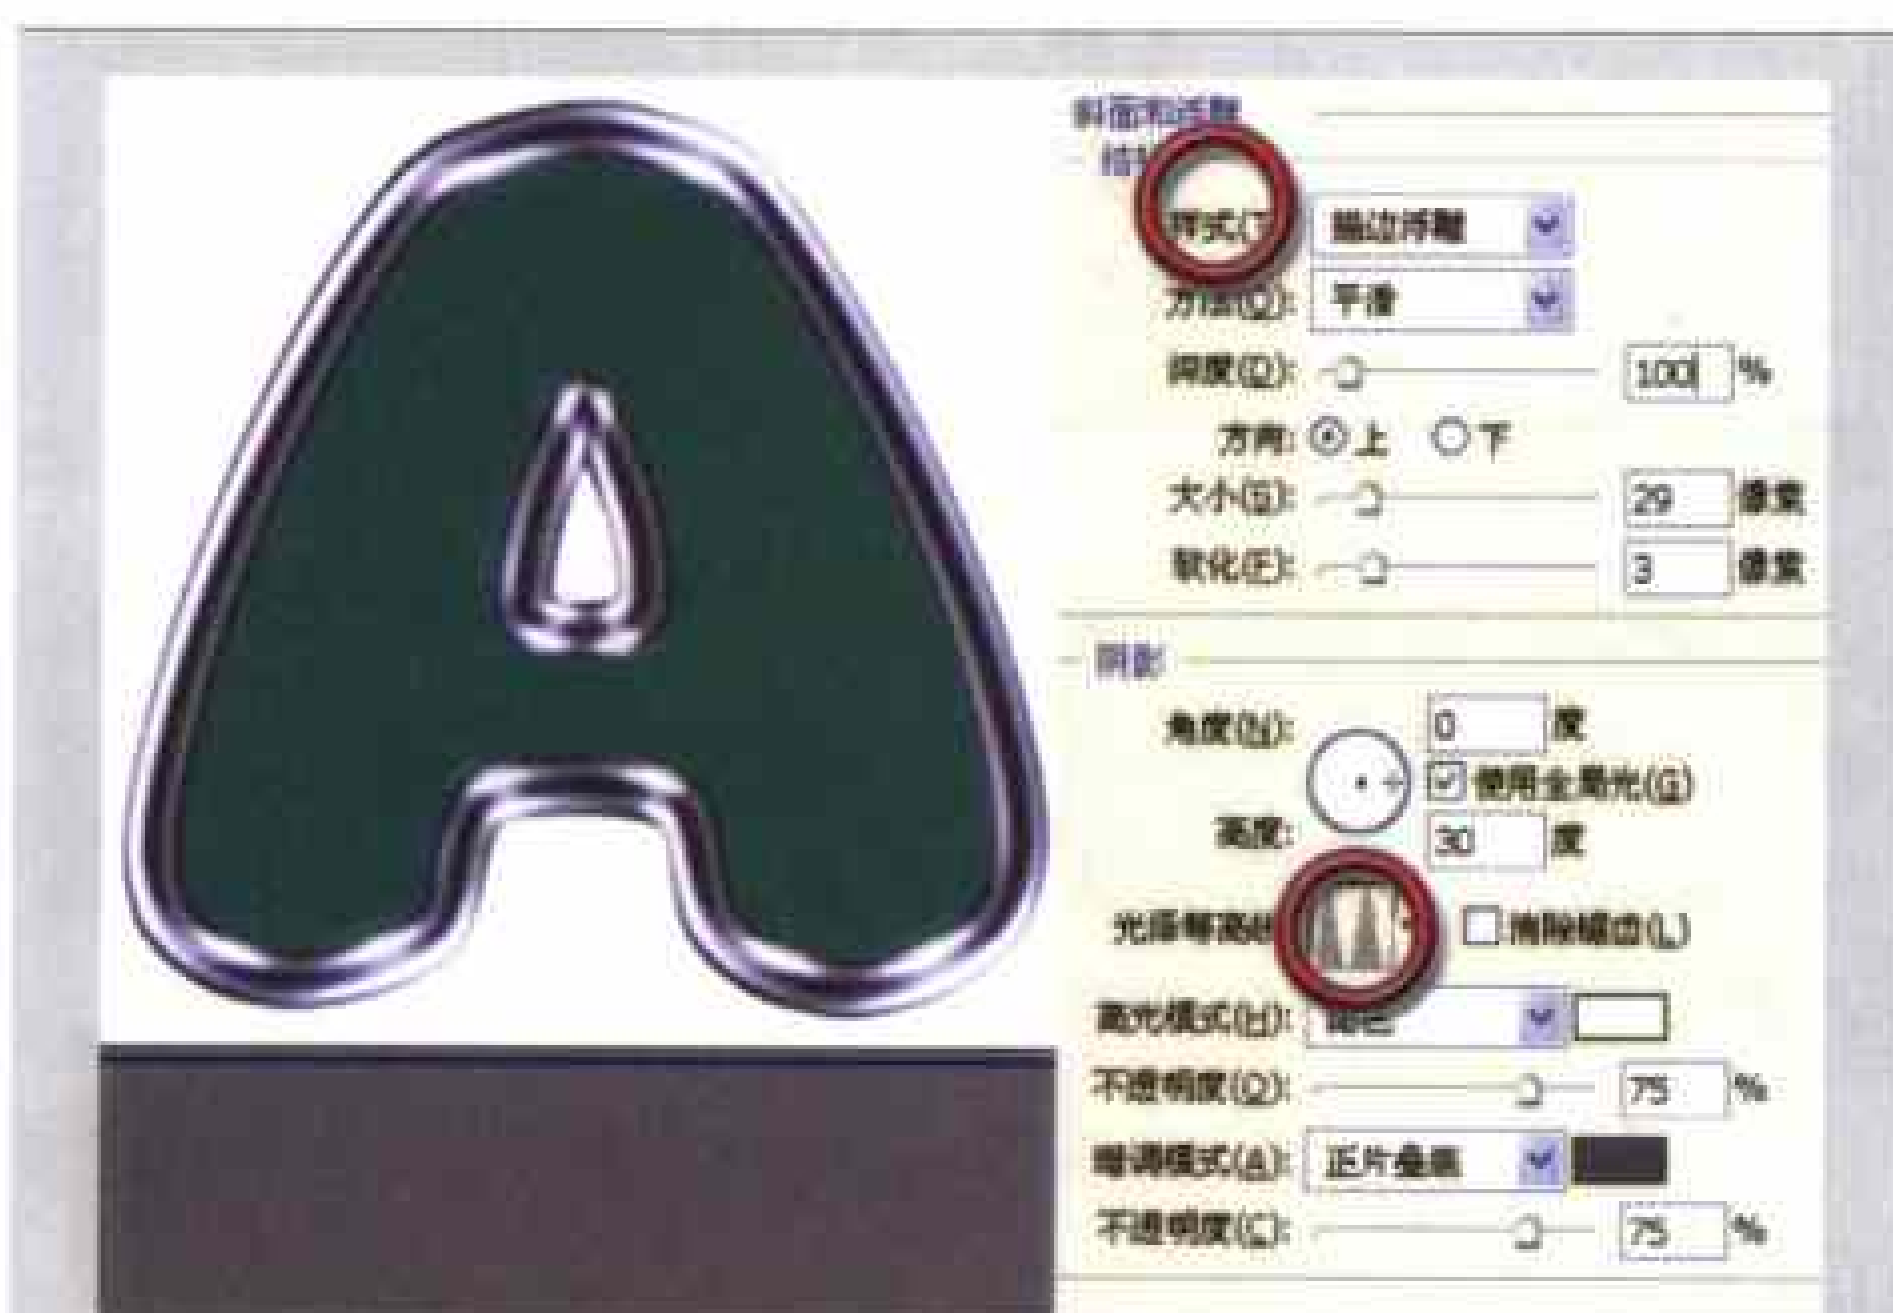 A
斜面和浮雕
结构
样式(T 描边浮雕
方法(Q): 平滑
深度(D): 100 %
方向: 上 下
大小(S): 29 像素
软化(F): 3 像素
阴影
角度(N): 0 度
使用全局光(G)
高度: 30 度
光泽等高线 消除锯齿(L)
高光模式(H):
不透明度(O): 75 %
暗调模式(A): 正片叠底
不透明度(C): 75 %